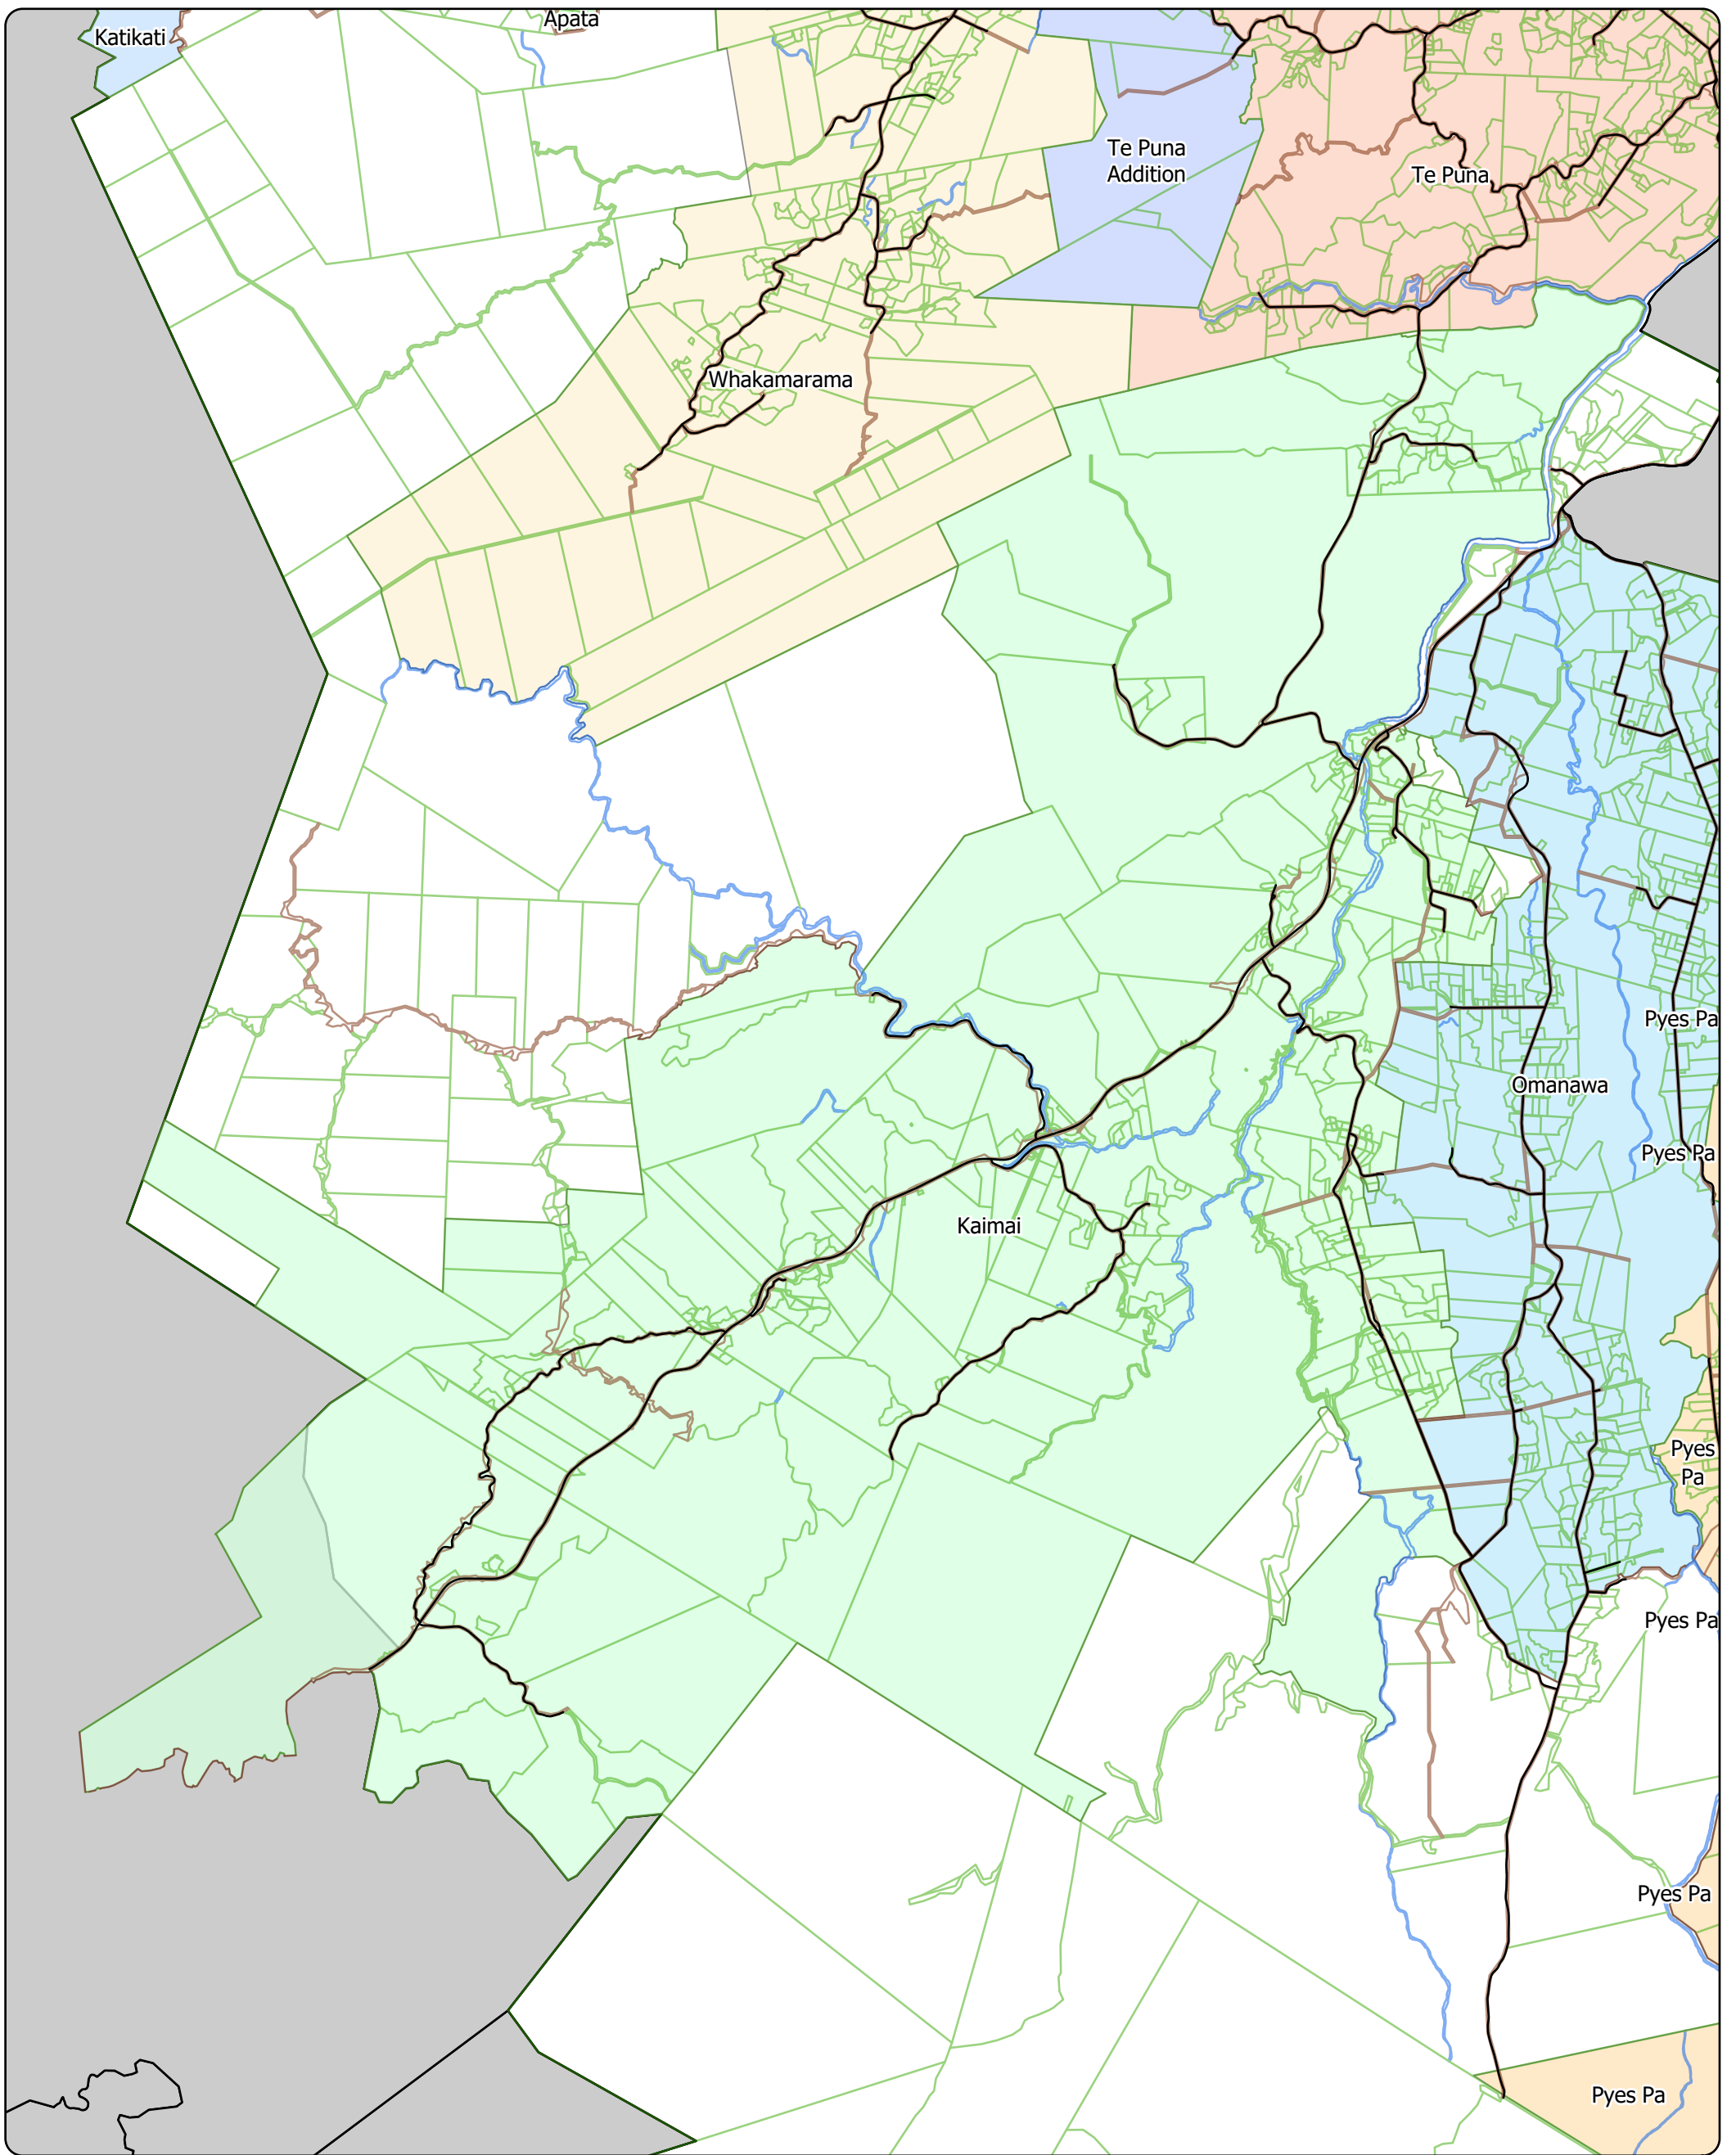 Apata
Katikati
Te Puna
Addition
Te Puna
Whakamarama
Pyes Pa
Omanawa
Pyes Pa
Kaimai
Pyes
Pa
Pyes Pa
Pyes Pa
Pyes Pa